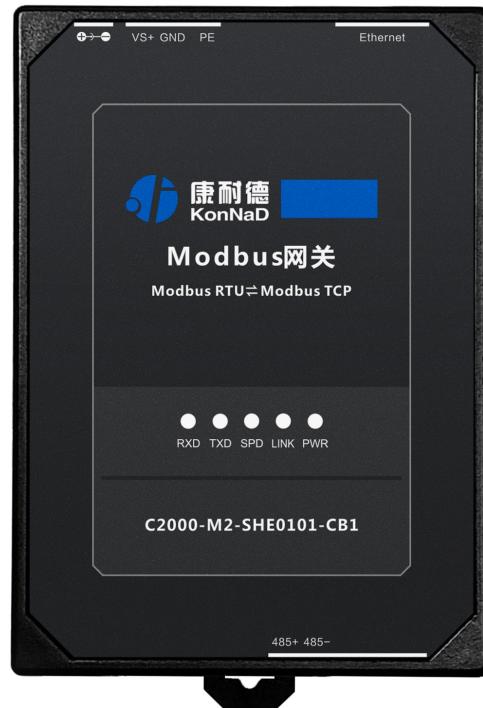 VS+ GND PE Ethernet
康耐德
KonNaD
Modbus网关
Modbus RTU⇌Modbus TCP
RXD TXD SPD LINK PWR
C2000-M2-SHE0101-CB1
485+ 485-